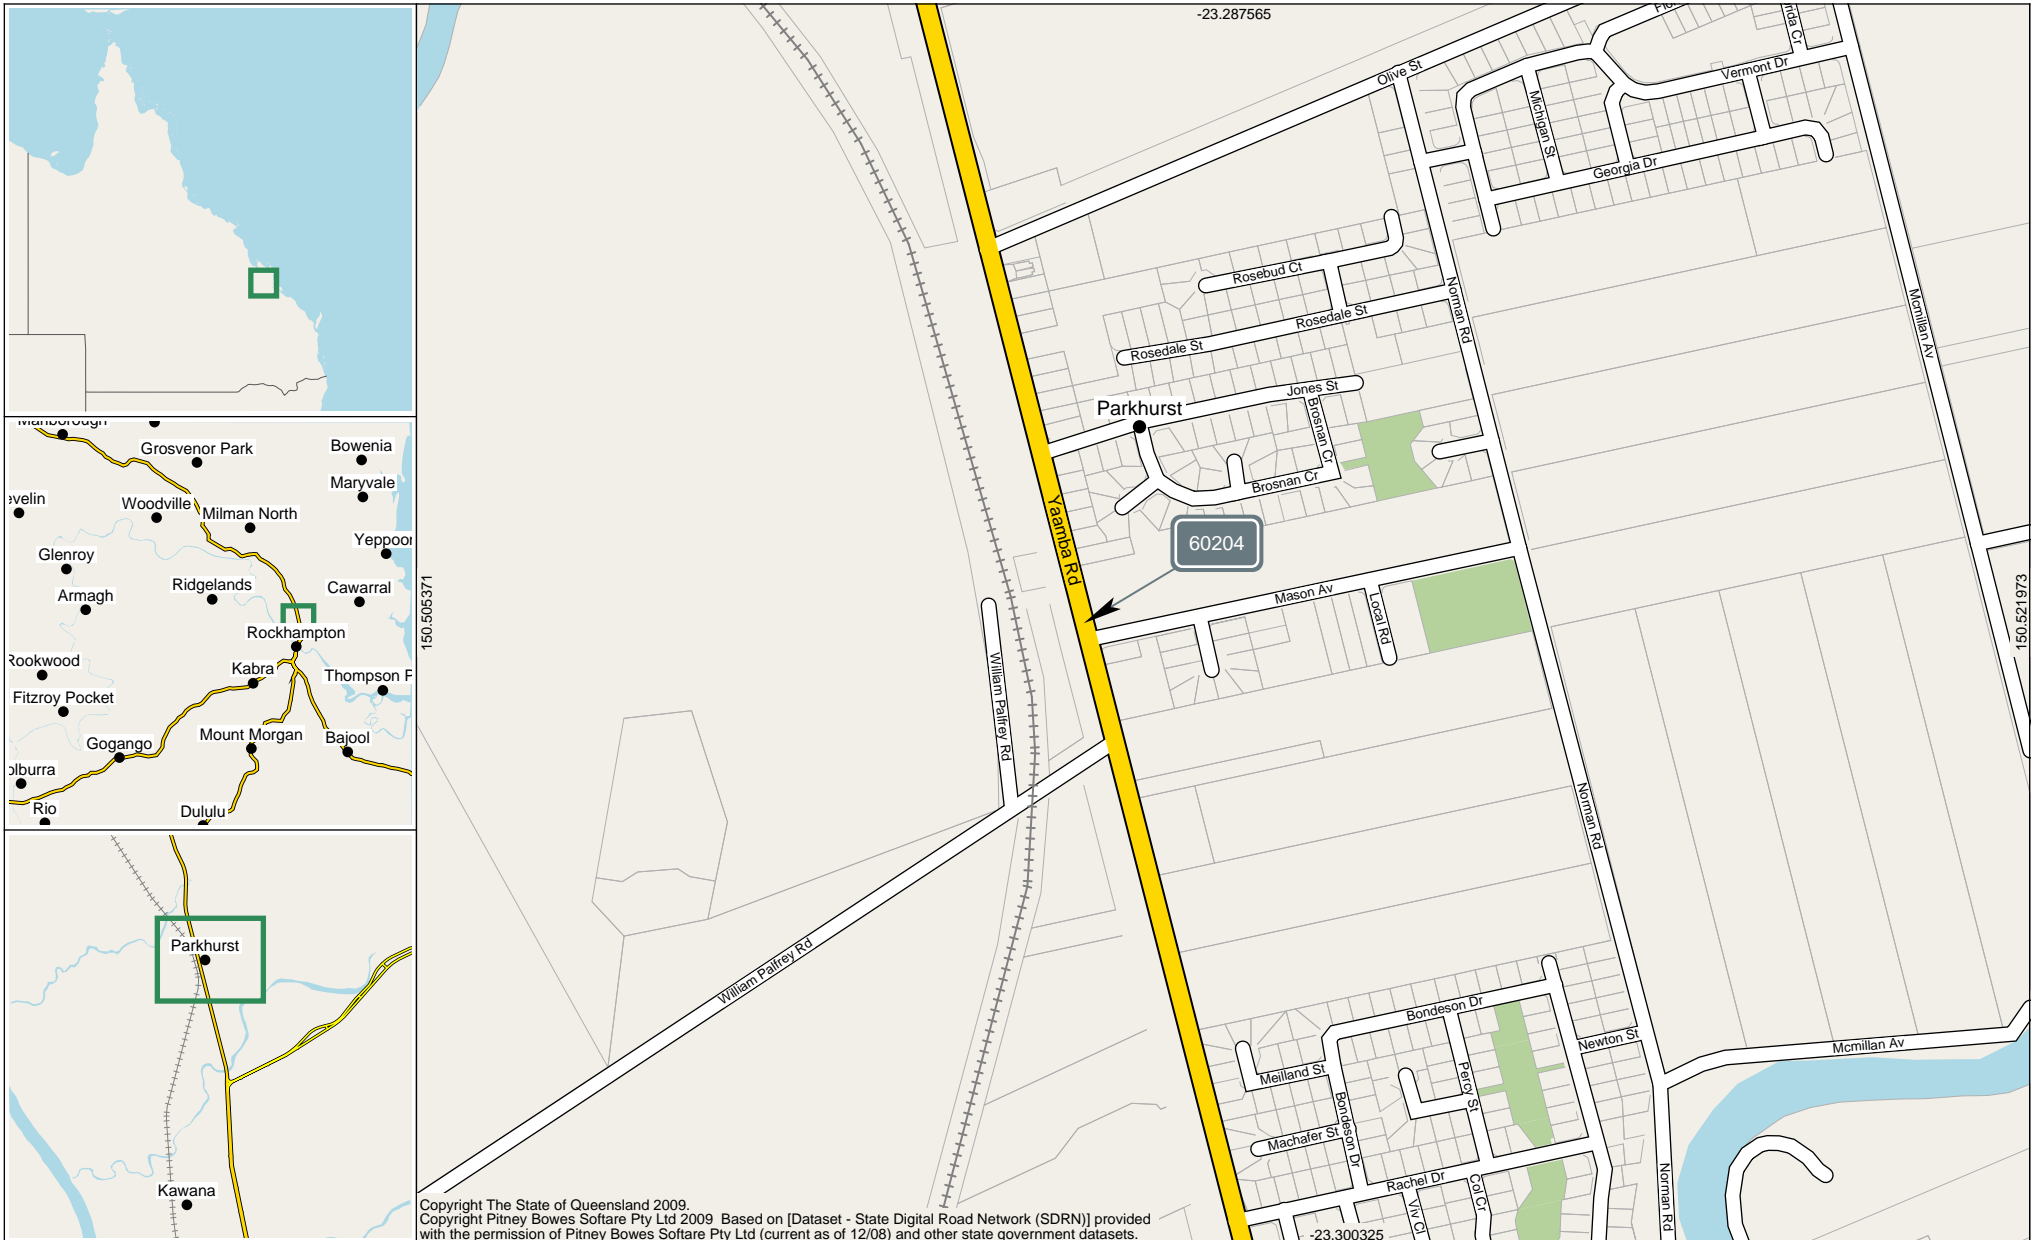 -23.287565
150.505371
150.521973
-23.300325
Marlborough
Grosvenor Park
Bowenia
Maryvale
evelin
Woodville
Milman North
Yeppoon
Glenroy
Ridgelands
Cawarral
Armagh
Rockhampton
Rookwood
Kabra
Thompson P
Fitzroy Pocket
Gogango
Mount Morgan
Bajool
olburra
Rio
Dululu
Parkhurst
Kawana
Olive St
rida Cr
Vermont Dr
Michigan St
Georgia Dr
Rosebud Ct
Rosedale St
Rosedale St
Norman Rd
Mcmillan Av
Jones St
Parkhurst
Brosnan Cr
Brosnan Cr
Yaamba Rd
60204
Mason Av
Local Rd
William Palfrey Rd
Norman Rd
William Palfrey Rd
Bondeson Dr
Newton St
Mcmillan Av
Meilland St
Percy St
Bondeson Dr
Machafer St
Rachel Dr
Col Cr
Viv Cl
Norman Rd
Copyright The State of Queensland 2009.
Copyright Pitney Bowes Softare Pty Ltd 2009 Based on [Dataset - State Digital Road Network (SDRN)] provided
with the permission of Pitney Bowes Softare Pty Ltd (current as of 12/08) and other state government datasets.